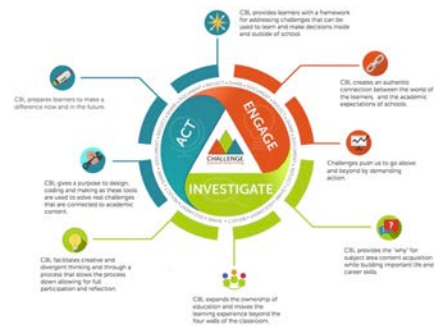 CBL provides learners with a framework
for addressing challenges that can be
used to learn and make decisions inside
and outside of school.
CBL creates an authentic
connection between the world of
the learners, and the academic
expectations of schools.
Challenges push us to go above
and beyond by demanding
action.
CBL provides the 'why' for
subject area content acquisition
while building important life and
career skills.
CBL expands the ownership of
education and moves the
learning experience beyond the
four walls of the classroom.
CBL facilitates creative and
divergent thinking and through a
process that slows the process
down allowing for full
participation and reflection.
CBL gives a purpose to design,
coding and making as these tools
are used to solve real challenges
that are connected to academic
content.
CBL prepares learners to make a
difference now and in the future.
ACT
ENGAGE
INVESTIGATE
CHALLENGE